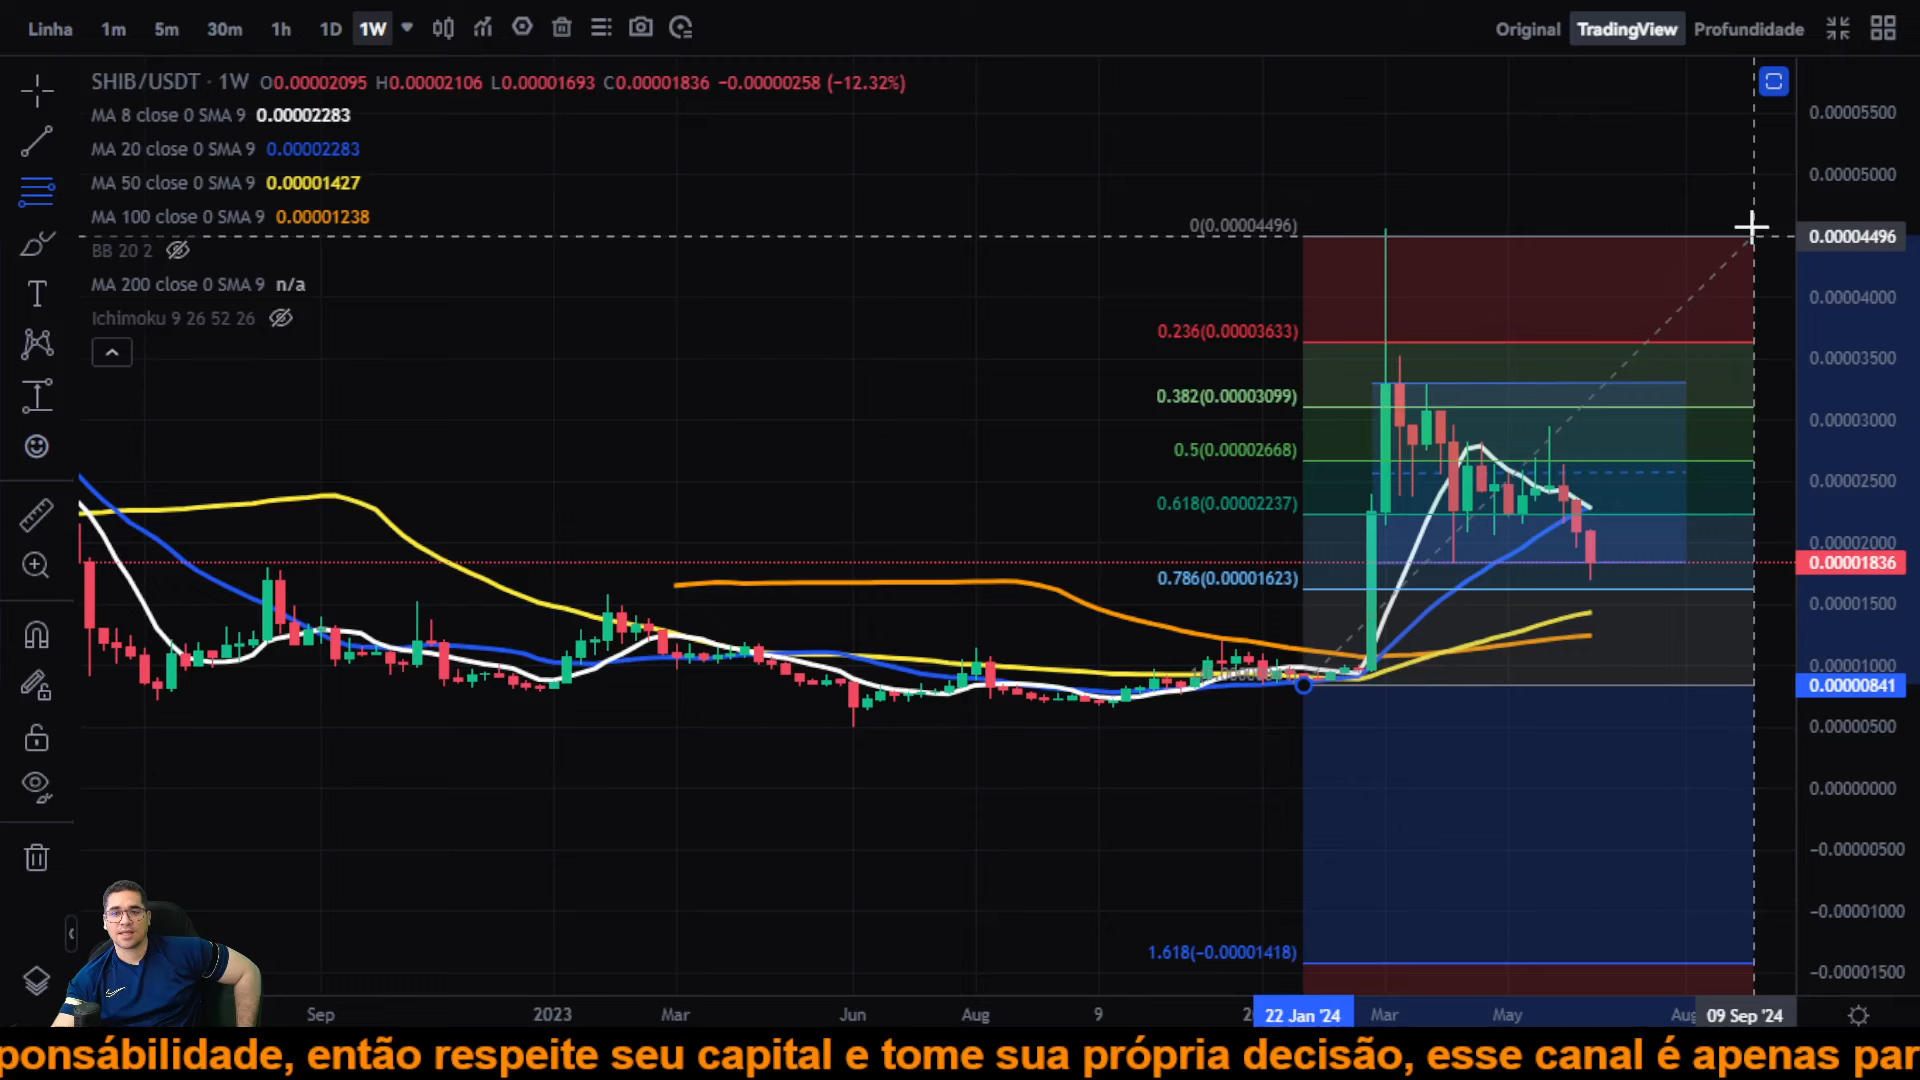 Linha 1m 5m 30m 1h 1D 1W
Original TradingView Profundidade
SHIB/USDT · 1W O0.00002095 H0.00002106 L0.00001693 C0.00001836 −0.00000258 (−12.32%)
MA 8 close 0 SMA 9 0.00002283
MA 20 close 0 SMA 9 0.00002283
MA 50 close 0 SMA 9 0.00001427
MA 100 close 0 SMA 9 0.00001238
BB 20 2
MA 200 close 0 SMA 9 n/a
Ichimoku 9 26 52 26
0(0.00004496)
0.236(0.00003633)
0.382(0.00003099)
0.5(0.00002668)
0.618(0.00002237)
0.786(0.00001623)
1.618(−0.00001418)
0.00005500
0.00005000
0.00004496
0.00004000
0.00003500
0.00003000
0.00002500
0.00002000
0.00001836
0.00001500
0.00001000
0.00000841
0.00000500
0.00000000
−0.00000500
−0.00001000
−0.00001500
Sep 2023 Mar Jun Aug 9 22 Jan '24 Mar May Aug 09 Sep '24
ponsábilidade, então respeite seu capital e tome sua própria decisão, esse canal é apenas par